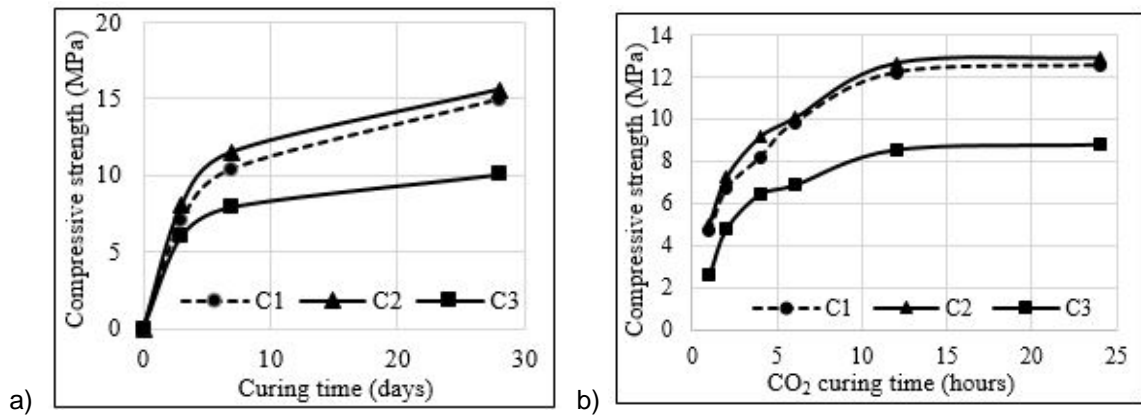 a)
Compressive strength (MPa)
20
15
10
5
0
C1 C2 C3
0 10 20 30
Curing time (days)
b)
Compressive strength (MPa)
14
12
10
8
6
4
2
0
C1 C2 C3
0 5 10 15 20 25
CO₂ curing time (hours)